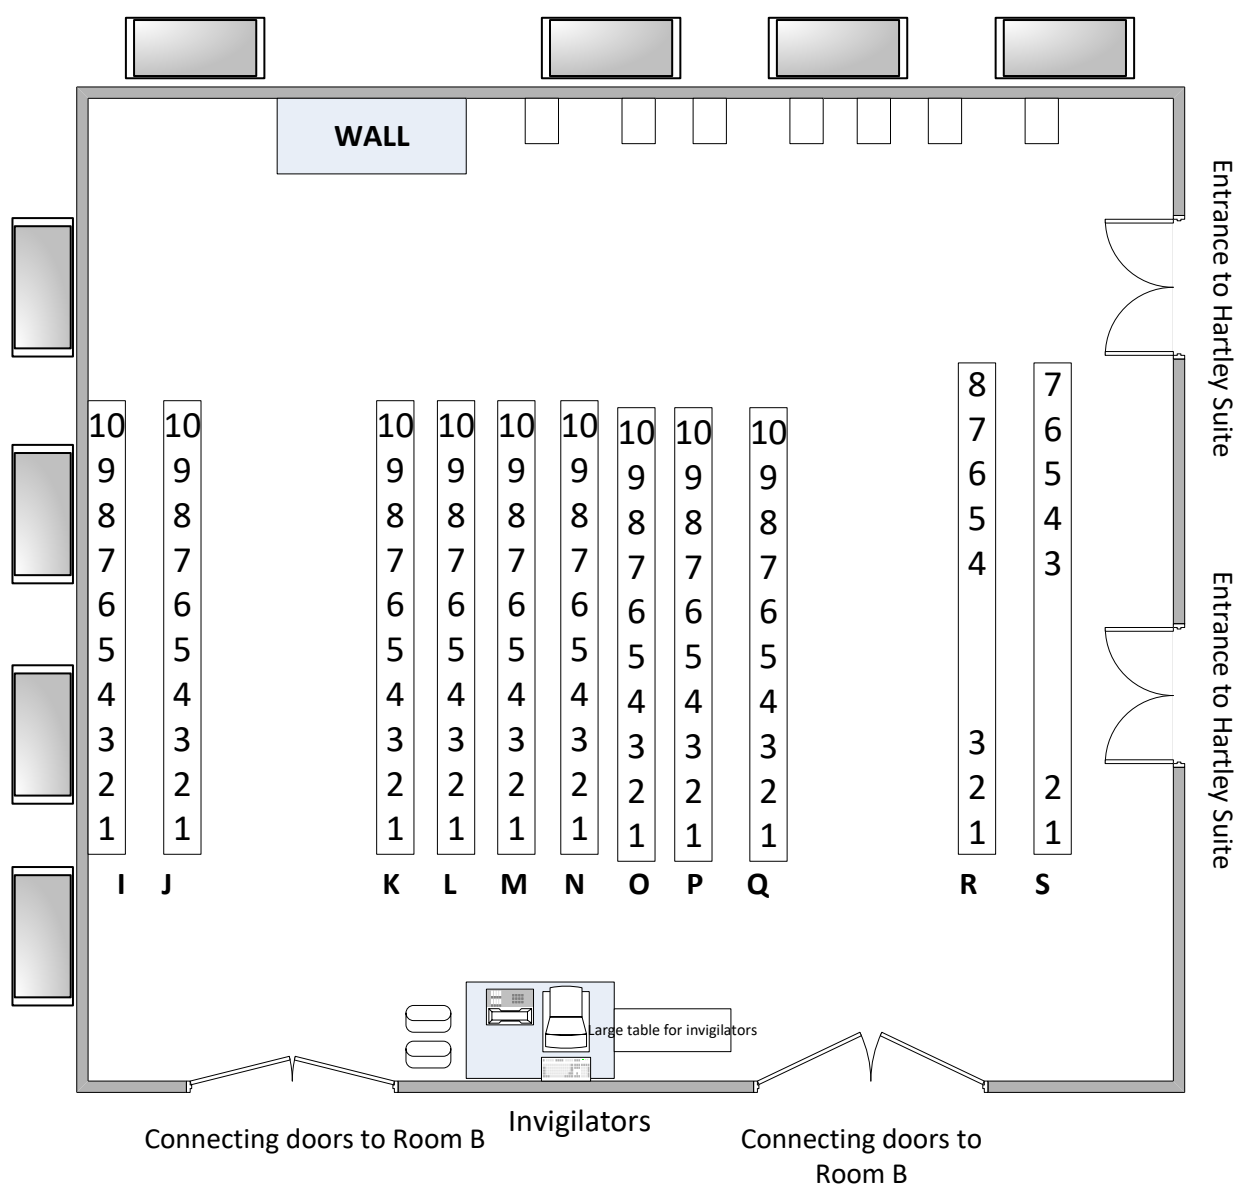 WALL
Entrance to Hartley Suite
8 7
10 10 10 10 10 10 10 10 10 7 6
9 9 9 9 9 9 9 9 9 6 5
8 8 8 8 8 8 8 8 8 5 4
7 7 7 7 7 7 7 7 7 4 3
6 6 6 6 6 6 6 6 6
5 5 5 5 5 5 5 5 5
4 4 4 4 4 4 4 4 4
3 3 3 3 3 3 3 3 3 3
2 2 2 2 2 2 2 2 2 2 2
1 1 1 1 1 1 1 1 1 1 1
I J K L M N O P Q R S
Entrance to Hartley Suite
Large table for invigilators
Invigilators
Connecting doors to Room B
Connecting doors to
Room B